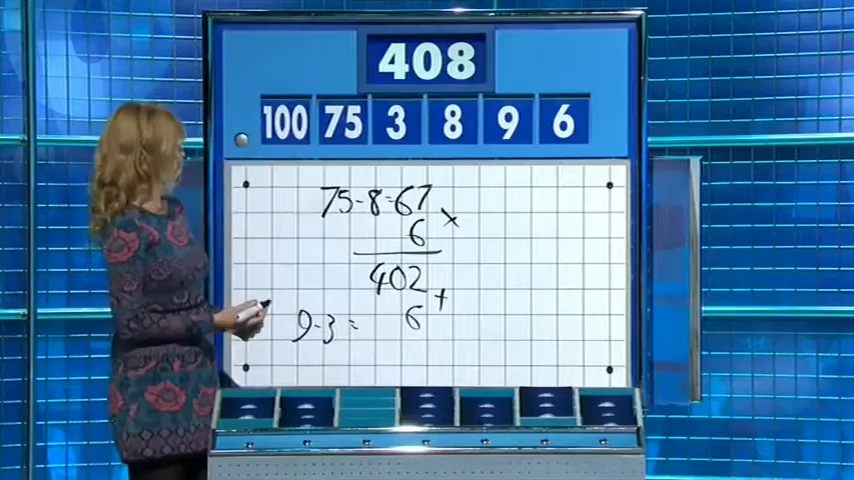 408
100 75 3 8 9 6
75-8=67
6 ×
402
9-3= 6 +